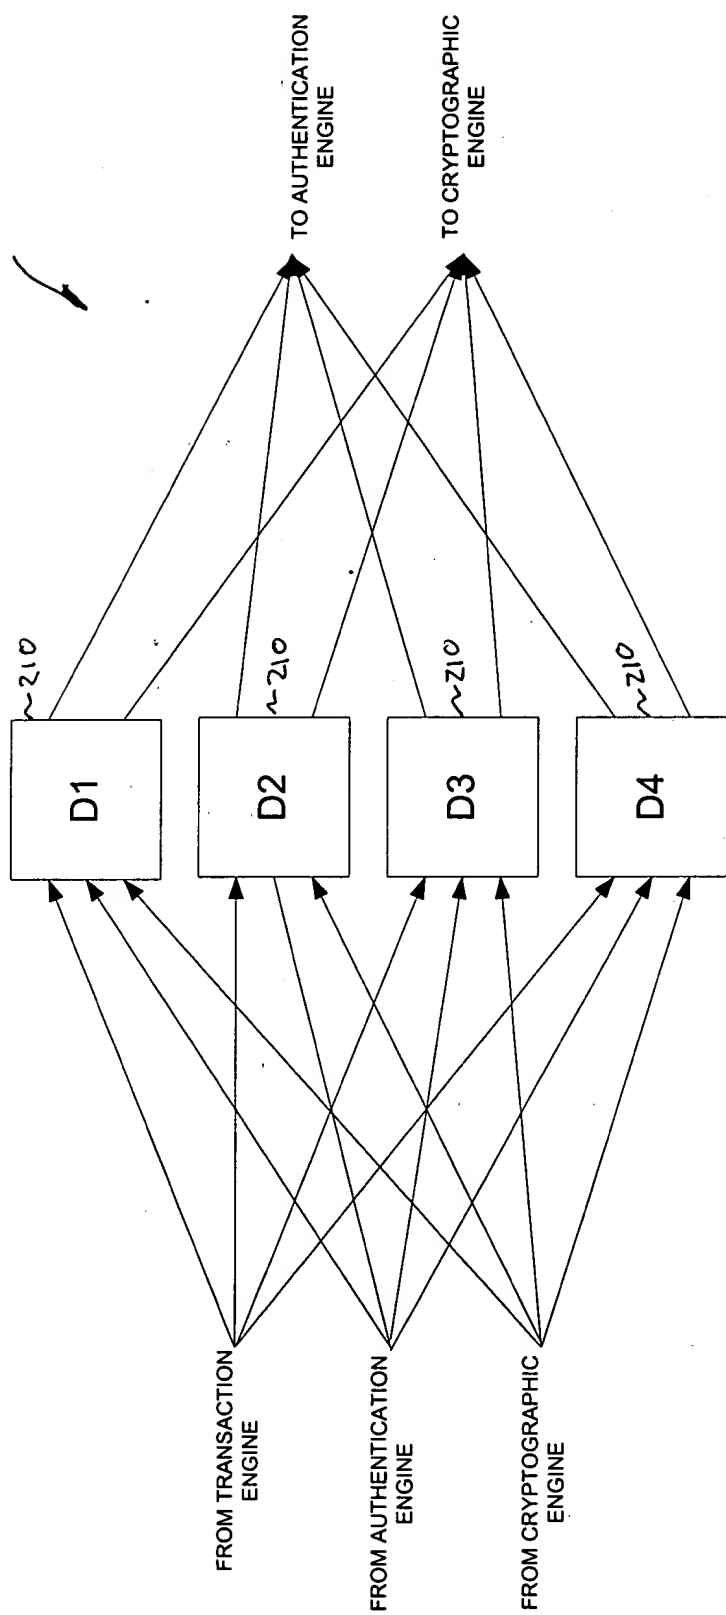 FROM TRANSACTION
ENGINE
FROM AUTHENTICATION
ENGINE
FROM CRYPTOGRAPHIC
ENGINE
D1
~210
D2
~210
D3
~210
D4
~210
TO AUTHENTICATION
ENGINE
TO CRYPTOGRAPHIC
ENGINE